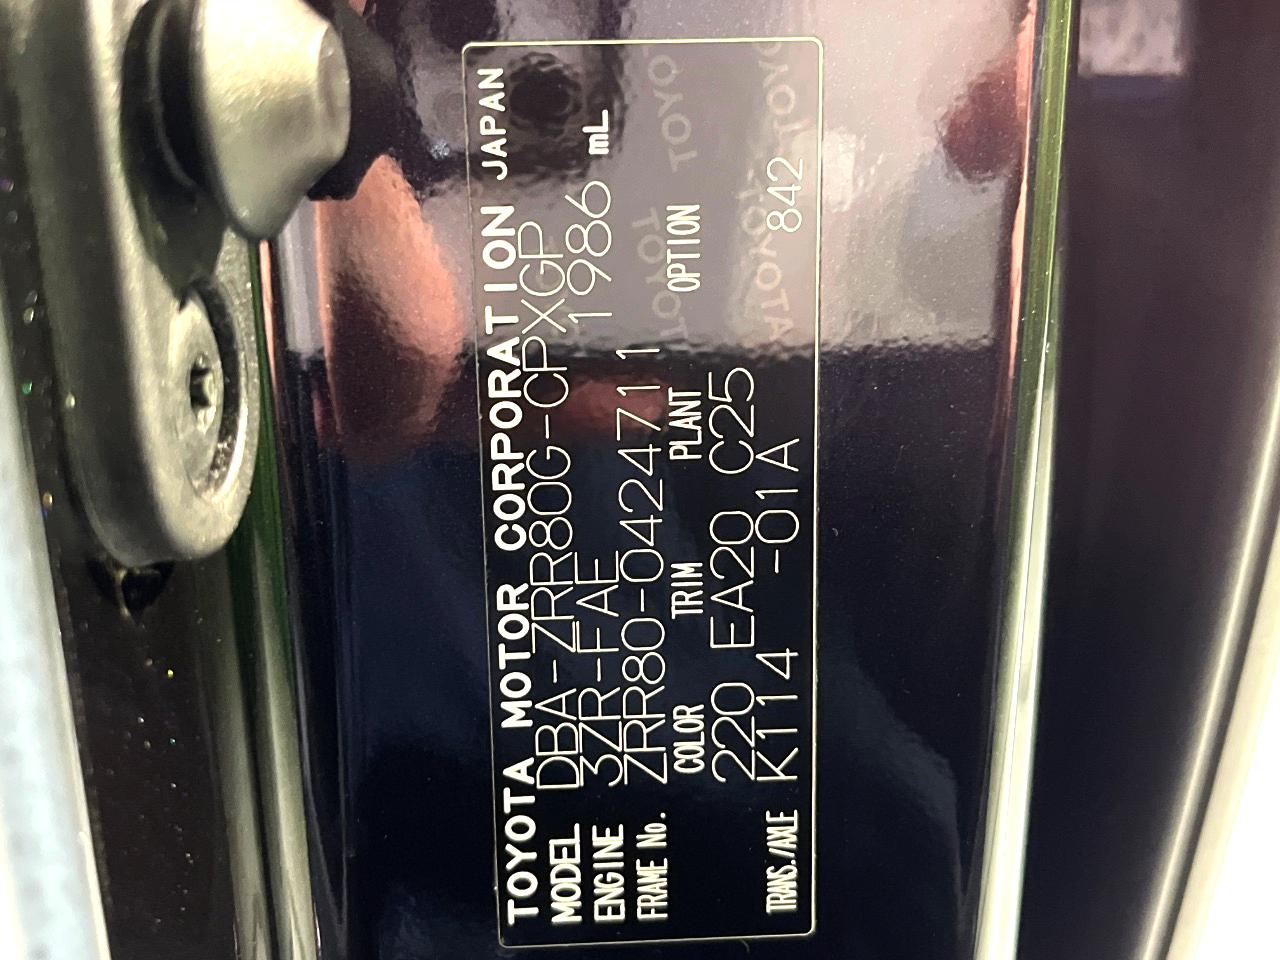 TOYOTA MOTOR CORPORATION JAPAN
MODEL DBA-ZRR80G-CPXGP
ENGINE 3ZR-FAE 1986 mL
FRAME No. ZRR80-0424711
COLOR TRIM PLANT OPTION
220 EA20 C25
TRANS./AXLE K114 -01A 842